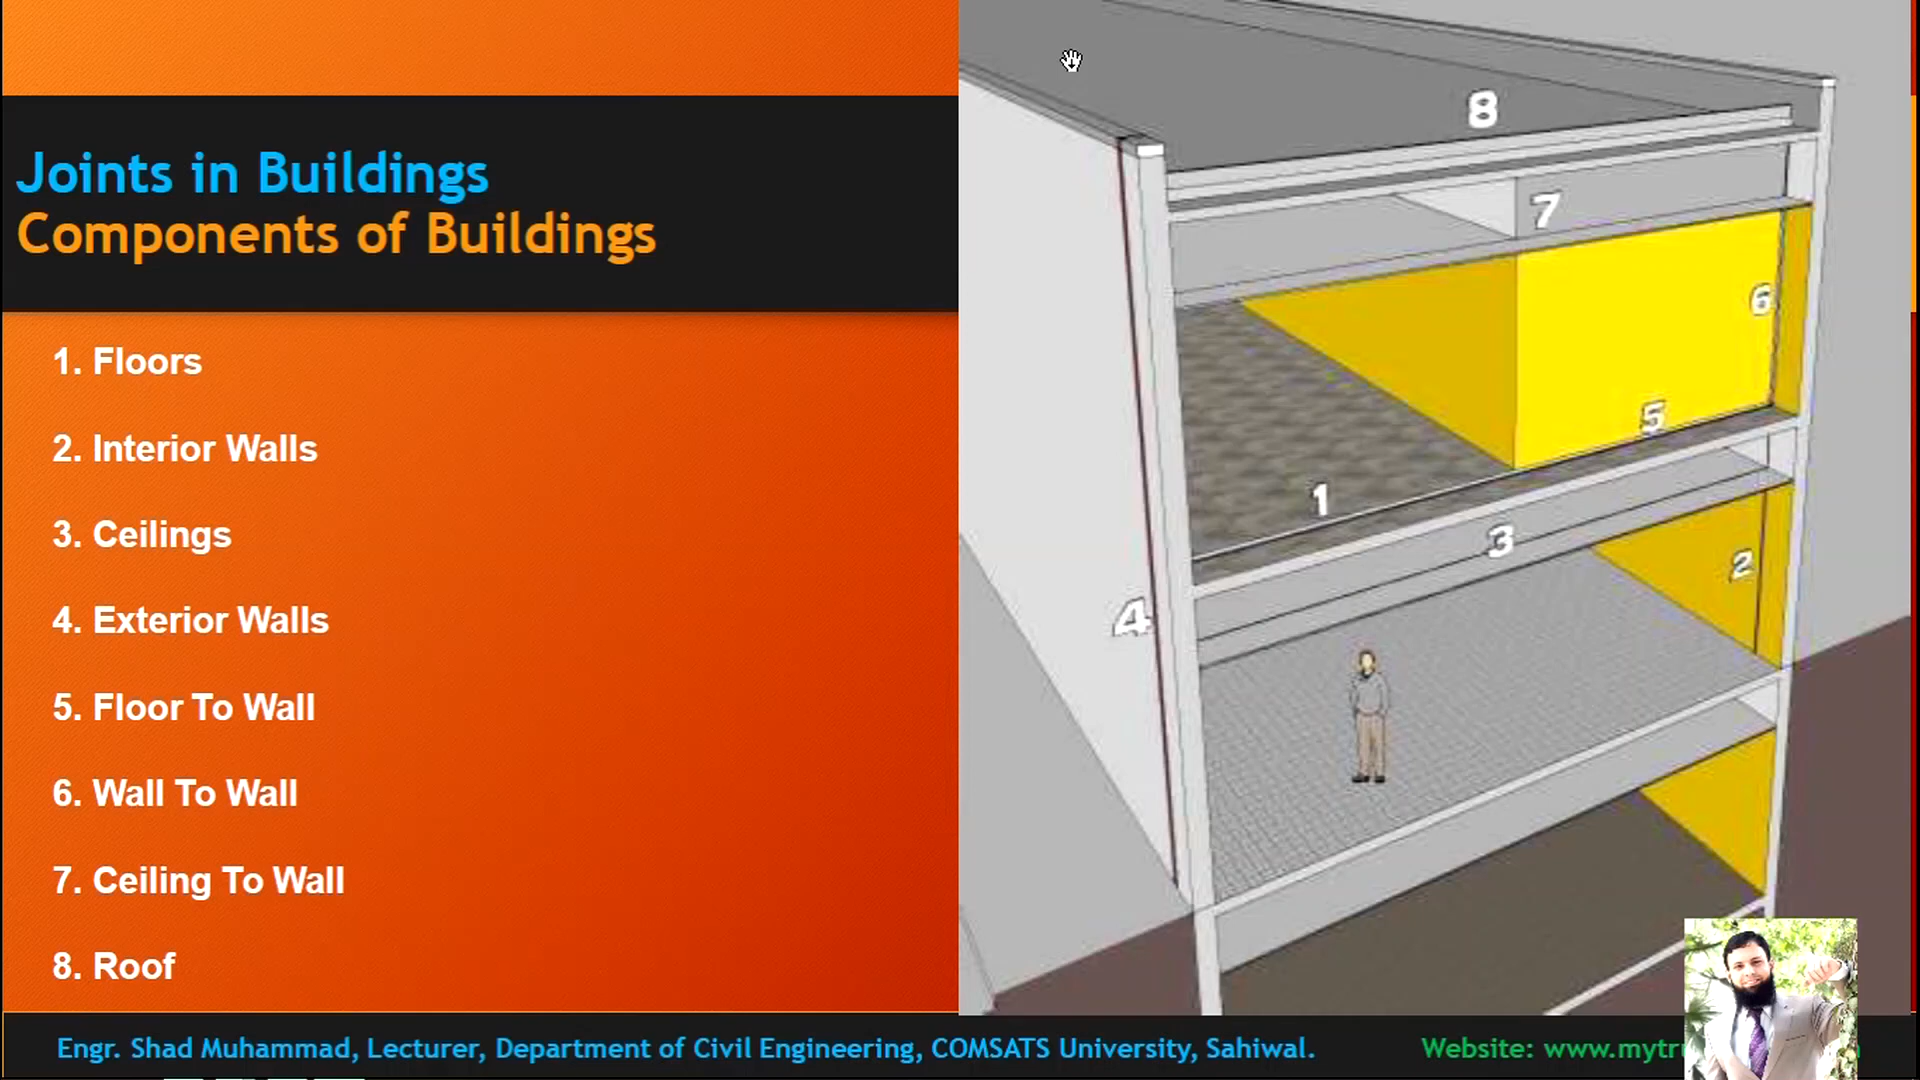 Joints in Buildings
Components of Buildings
1. Floors
2. Interior Walls
3. Ceilings
4. Exterior Walls
5. Floor To Wall
6. Wall To Wall
7. Ceiling To Wall
8. Roof
8
7
6
5
1
3
2
4
Engr. Shad Muhammad, Lecturer, Department of Civil Engineering, COMSATS University, Sahiwal.
Website: